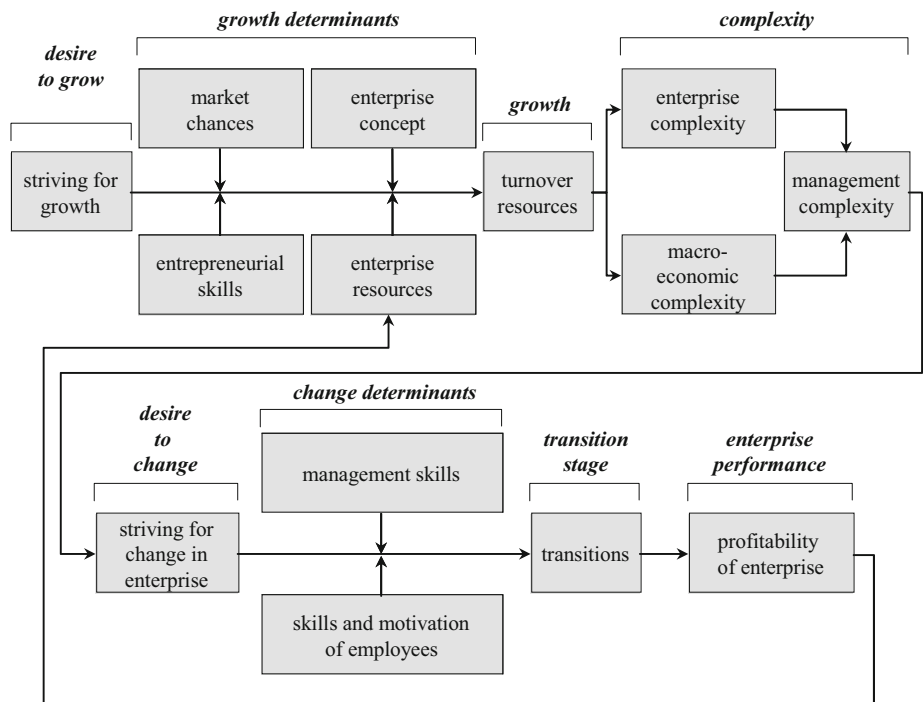 growth determinants
complexity
desire
to grow
market
chances
enterprise
concept
growth
enterprise
complexity
striving for
growth
turnover
resources
management
complexity
entrepreneurial
skills
enterprise
resources
macro-
economic
complexity
change determinants
desire
to
change
management skills
transition
stage
enterprise
performance
striving for
change in
enterprise
transitions
profitability
of enterprise
skills and motivation
of employees